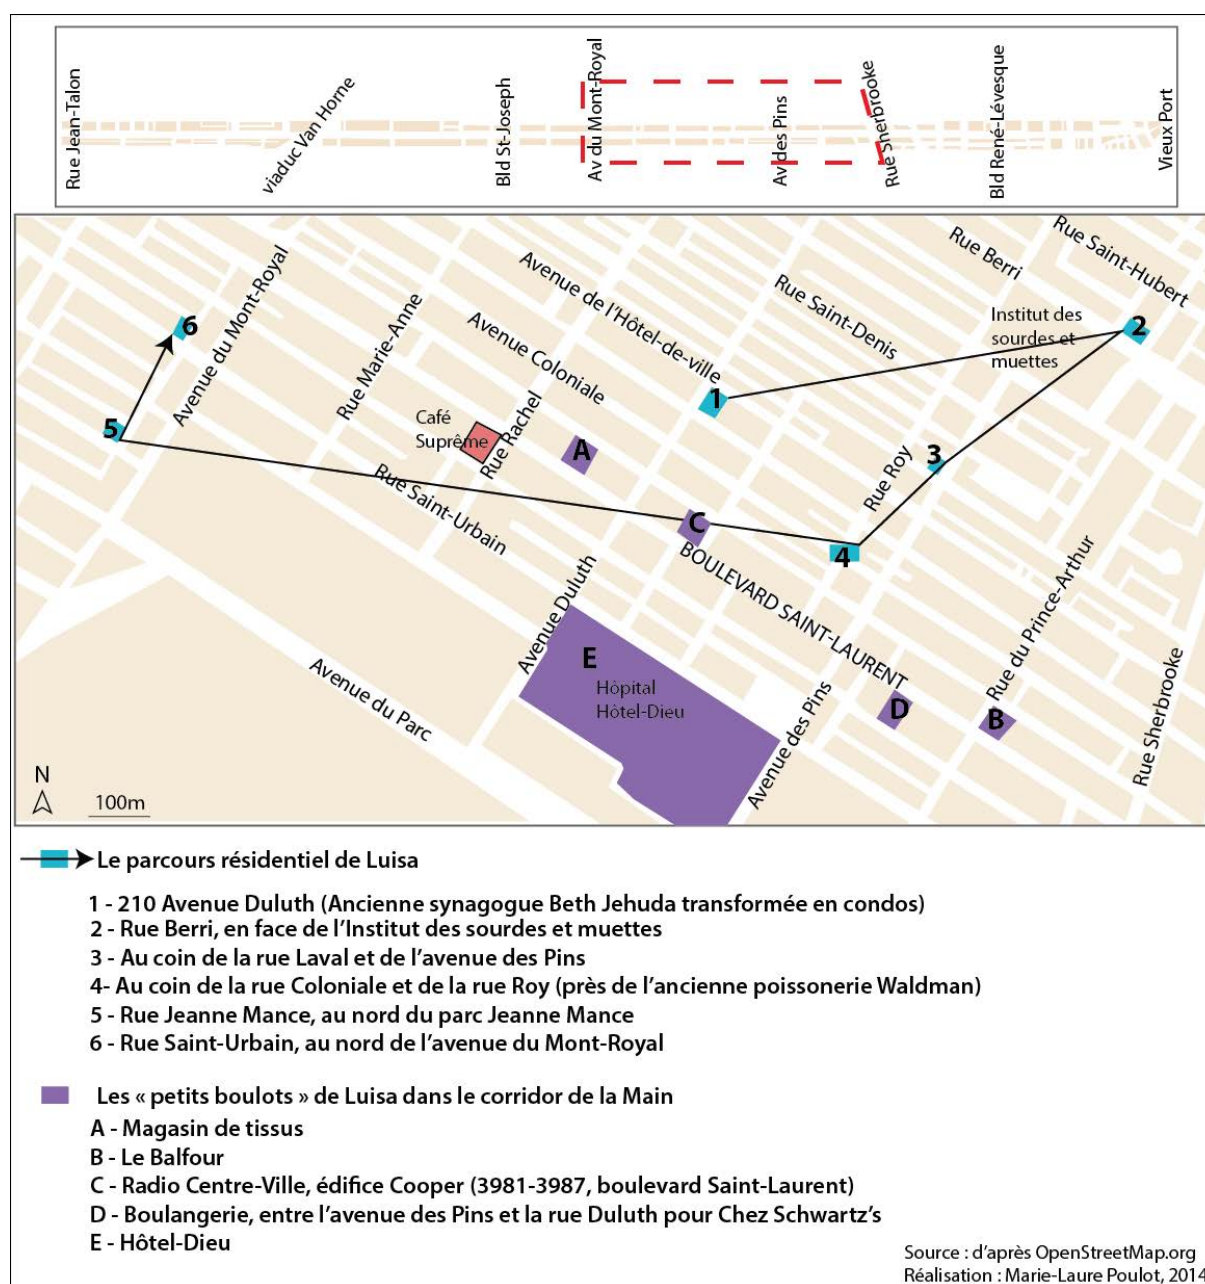 Rue Jean-Talon
viaduc Van Horne
Bld St-Joseph
Av du Mont-Royal
Av des Pins
Rue Sherbrooke
Bld René-Lévesque
Vieux Port
Rue Berri
Rue Saint-Hubert
Avenue du Mont-Royal
Rue Marie-Anne
Avenue de l'Hôtel-de-ville
Rue Saint-Denis
Institut des
sourdes et
muettes
2
6
Avenue Coloniale
1
5
Café
Suprême
Rue Rachel
A
Rue Roy
3
Rue Saint-Urbain
C
4
BOULEVARD SAINT-LAURENT
Rue du Prince-Arthur
Avenue Duluth
E
Hôpital
Hôtel-Dieu
Avenue du Parc
Avenue des Pins
D
B
Rue Sherbrooke
N
100m
Le parcours résidentiel de Luisa
1 - 210 Avenue Duluth (Ancienne synagogue Beth Jehuda transformée en condos)
2 - Rue Berri, en face de l'Institut des sourdes et muettes
3 - Au coin de la rue Laval et de l'avenue des Pins
4- Au coin de la rue Coloniale et de la rue Roy (près de l'ancienne poissonerie Waldman)
5 - Rue Jeanne Mance, au nord du parc Jeanne Mance
6 - Rue Saint-Urbain, au nord de l'avenue du Mont-Royal
Les « petits boulots » de Luisa dans le corridor de la Main
A - Magasin de tissus
B - Le Balfour
C - Radio Centre-Ville, édifice Cooper (3981-3987, boulevard Saint-Laurent)
D - Boulangerie, entre l'avenue des Pins et la rue Duluth pour Chez Schwartz's
E - Hôtel-Dieu
Source : d'après OpenStreetMap.org
Réalisation : Marie-Laure Poulot, 2014